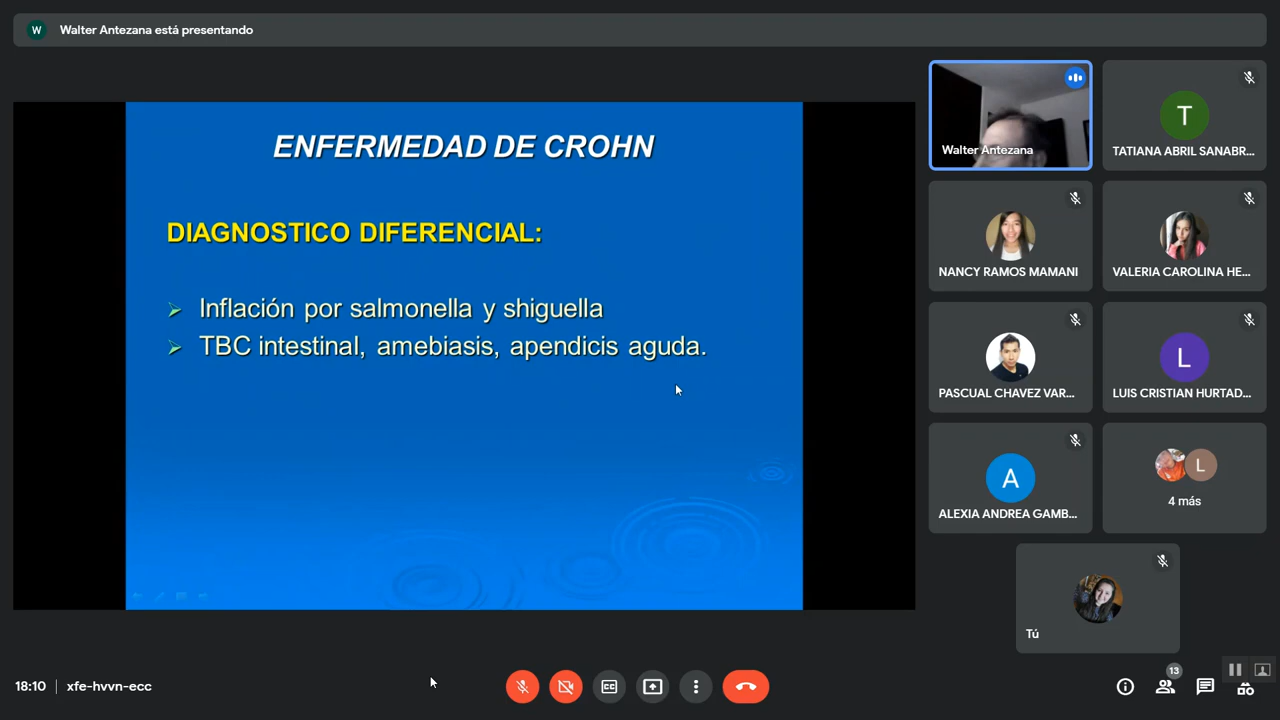 W Walter Antezana está presentando
ENFERMEDAD DE CROHN
DIAGNOSTICO DIFERENCIAL:
Inflación por salmonella y shiguella
TBC intestinal, amebiasis, apendicis aguda.
Walter Antezana
T
TATIANA ABRIL SANABR...
NANCY RAMOS MAMANI
VALERIA CAROLINA HE...
PASCUAL CHAVEZ VAR...
L
LUIS CRISTIAN HURTAD...
A
ALEXIA ANDREA GAMB...
L
4 más
Tú
18:10 | xfe-hvvn-ecc
CC
13